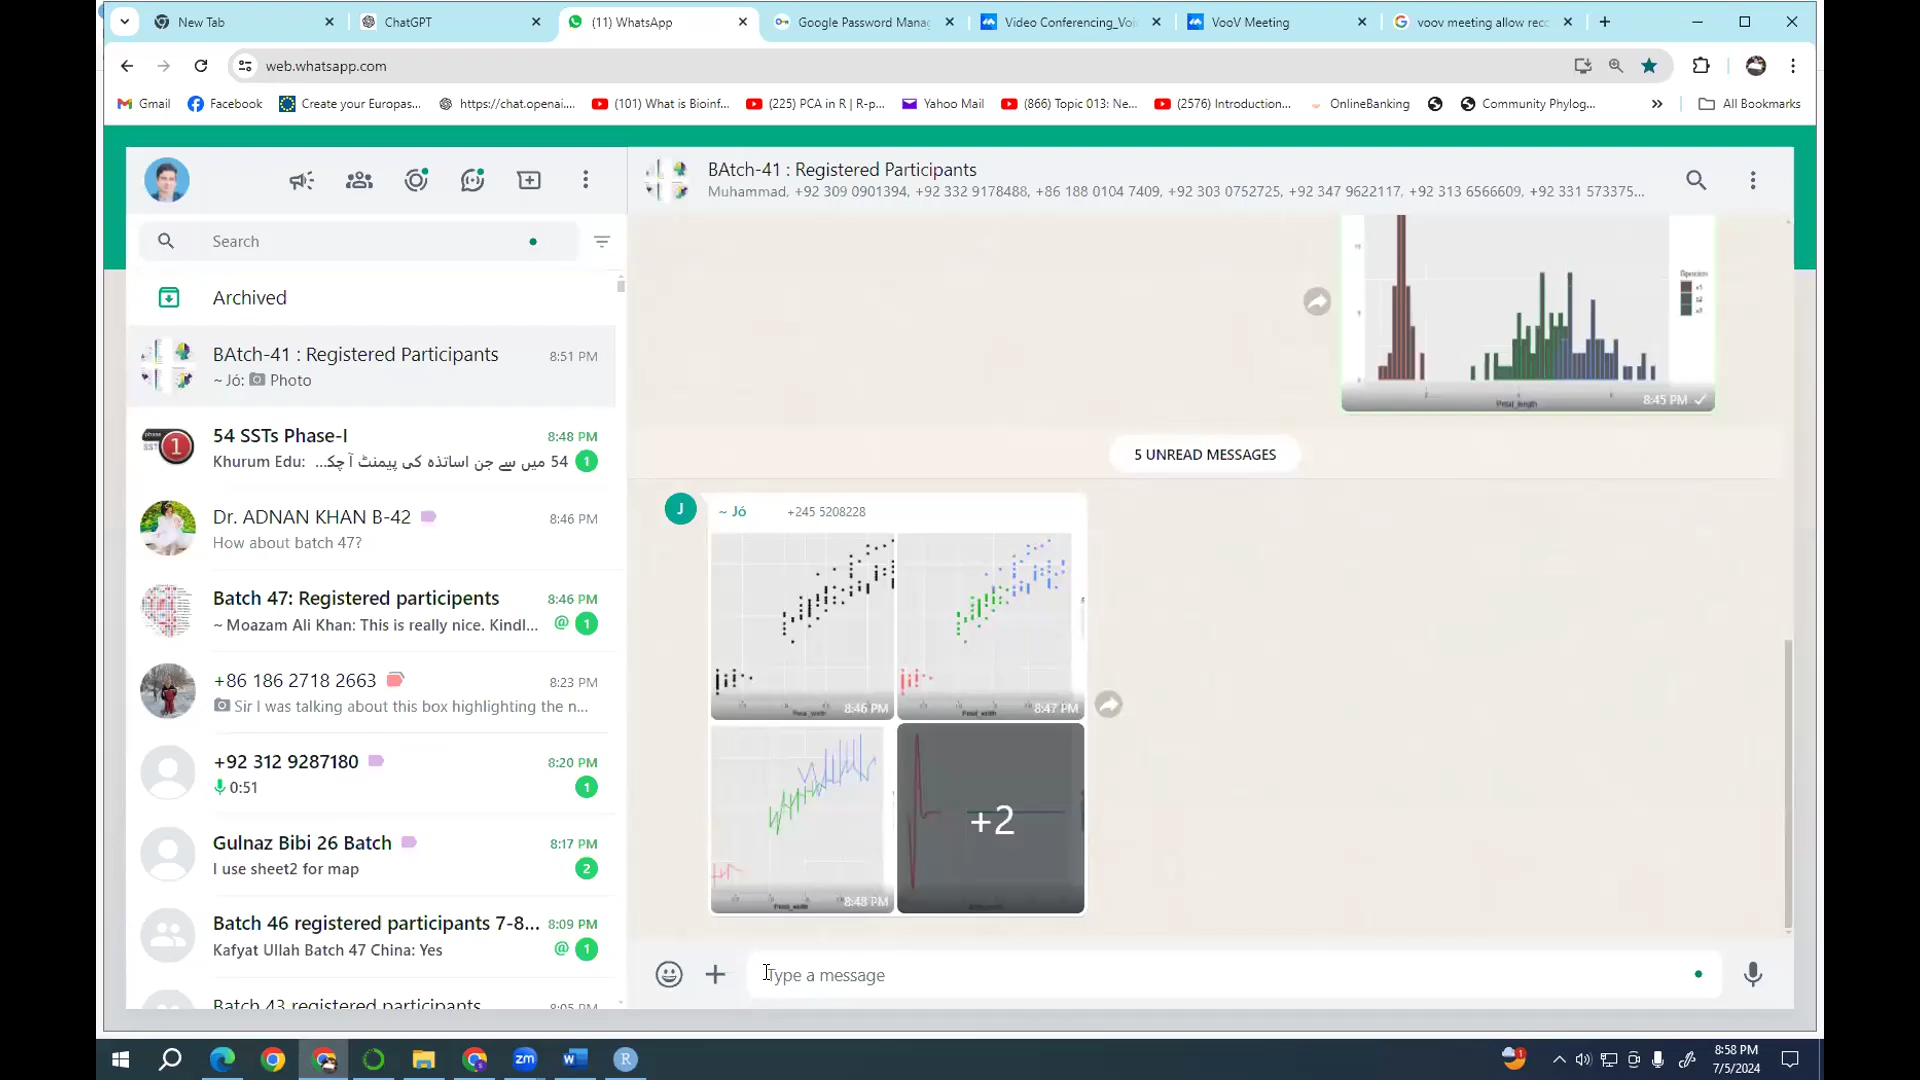 New Tab
ChatGPT
(11) WhatsApp
Google Password Mana
Video Conferencing_Voi
VooV Meeting
voov meeting allow rec
web.whatsapp.com
Gmail
Facebook
Create your Europas...
https://chat.openai....
(101) What is Bioinf...
(225) PCA in R | R-p...
Yahoo Mail
(866) Topic 013: Ne...
(2576) Introduction...
OnlineBanking
Community Phylog...
All Bookmarks
BAtch-41 : Registered Participants
Muhammad, +92 309 0901394, +92 332 9178488, +86 188 0104 7409, +92 303 0752725, +92 347 9622117, +92 313 6566609, +92 331 573375...
Search
Archived
BAtch-41 : Registered Participants
8:51 PM
~ Jó: Photo
54 SSTs Phase-I
8:48 PM
Khurum Edu: 54 میں سے جن اساتذہ کی پیمنٹ آ چک...
1
Dr. ADNAN KHAN B-42
8:46 PM
How about batch 47?
Batch 47: Registered participents
8:46 PM
~ Moazam Ali Khan: This is really nice. Kindl...
@ 1
+86 186 2718 2663
8:23 PM
Sir I was talking about this box highlighting the n...
+92 312 9287180
8:20 PM
0:51
1
Gulnaz Bibi 26 Batch
8:17 PM
I use sheet2 for map
2
Batch 46 registered participants 7-8...
8:09 PM
Kafyat Ullah Batch 47 China: Yes
@ 1
Batch 43 registered participants
8:05 PM
Petal_length
8:45 PM
5 UNREAD MESSAGES
J
~ Jó
+245 5208228
Petal_width
8:46 PM
Petal_width
8:47 PM
Petal_width
8:48 PM
+2
Type a message
8:58 PM
7/5/2024